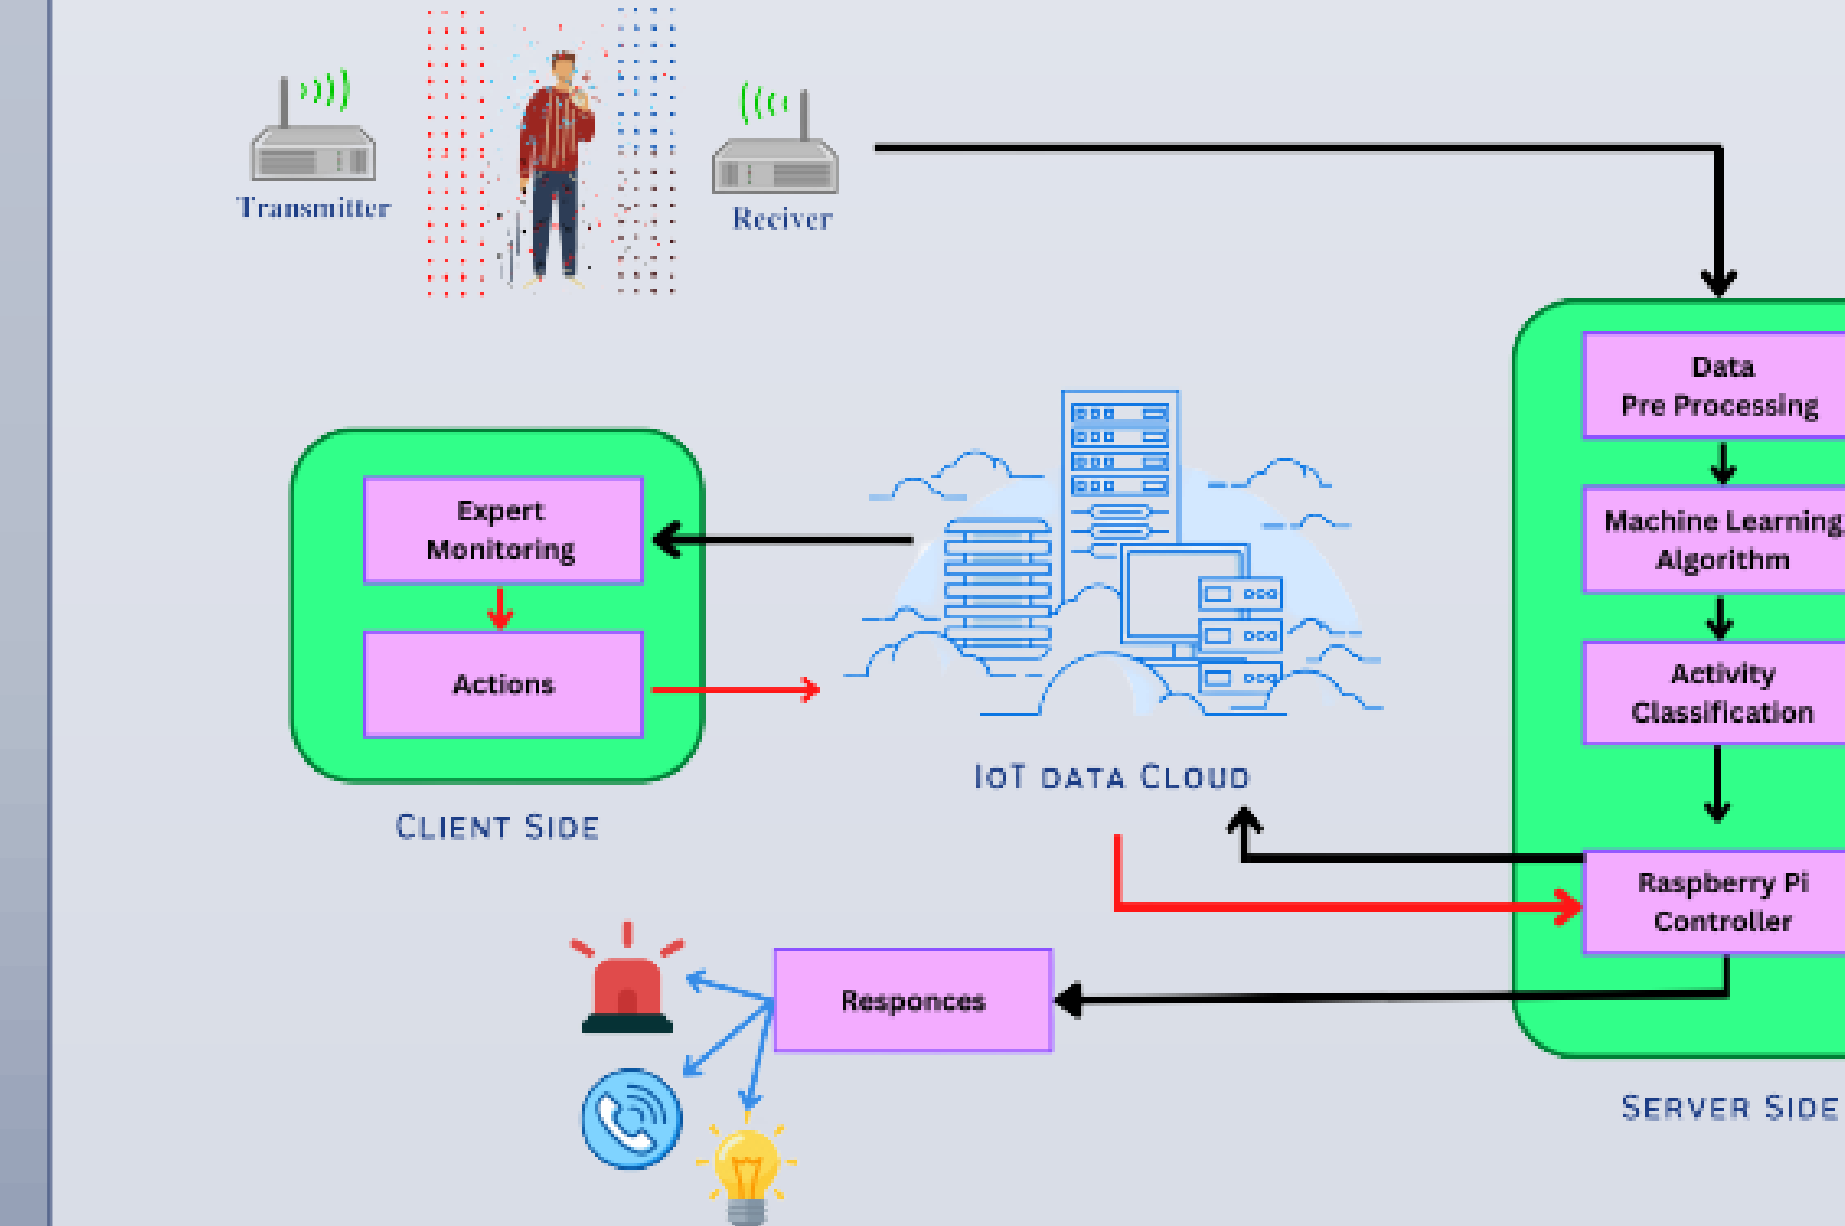 Transmitter
Reciver
Data
Pre Processing
Machine Learning
Algorithm
Activity
Classification
Raspberry Pi
Controller
SERVER SIDE
Expert
Monitoring
Actions
CLIENT SIDE
IOT DATA CLOUD
Responces